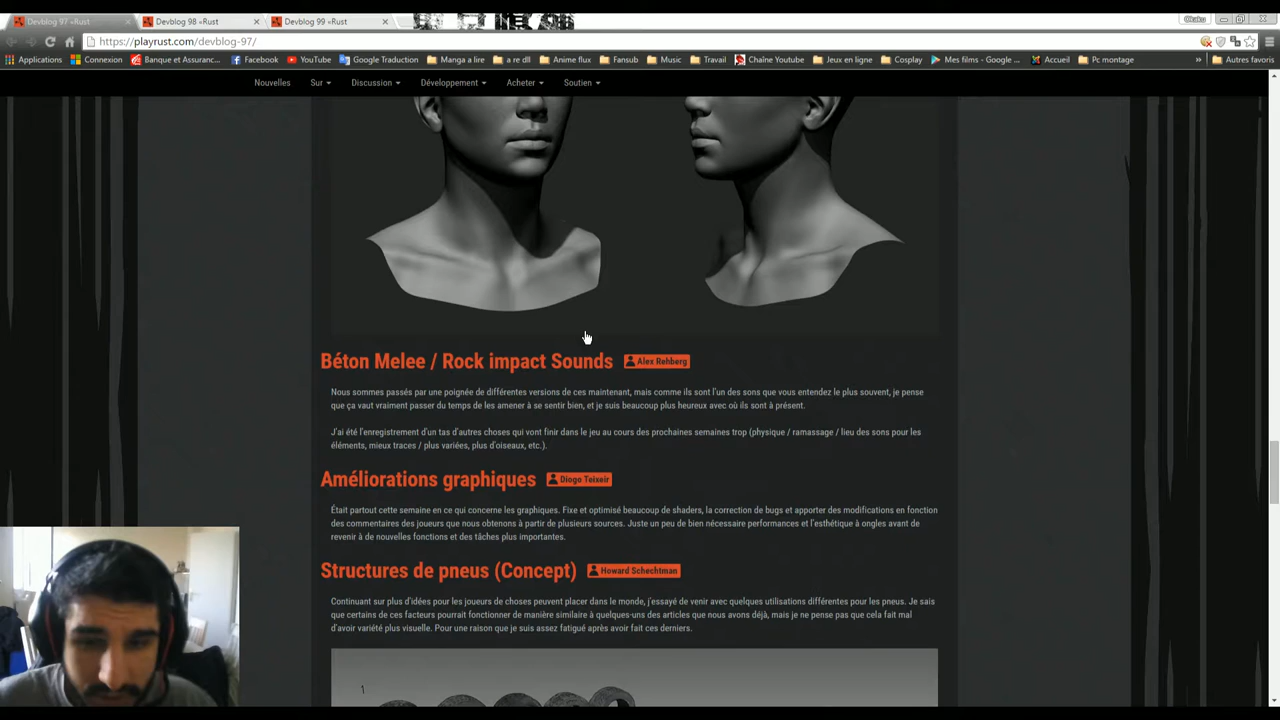 Devblog 97 «Rust
Devblog 98 «Rust
Devblog 99 «Rust
Otaku
https://playrust.com/devblog-97/
Applications
Connexion
Banque et Assuranc...
Facebook
YouTube
Google Traduction
Manga a lire
a re dll
Anime flux
Fansub
Music
Travail
Chaîne Youtube
Jeux en ligne
Cosplay
Mes films - Google ...
Accueil
Pc montage
»
Autres favoris
Nouvelles
Sur
Discussion
Développement
Acheter
Soutien
Béton Melee / Rock impact Sounds
Alex Rehberg
Nous sommes passés par une poignée de différentes versions de ces maintenant, mais comme ils sont l'un des sons que vous entendez le plus souvent, je pense
que ça vaut vraiment passer du temps de les amener à se sentir bien, et je suis beaucoup plus heureux avec où ils sont à présent.
J'ai été l'enregistrement d'un tas d'autres choses qui vont finir dans le jeu au cours des prochaines semaines trop (physique / ramassage / lieu des sons pour les
éléments, mieux traces / plus variées, plus d'oiseaux, etc.).
Améliorations graphiques
Diogo Teixeir
Était partout cette semaine en ce qui concerne les graphiques. Fixe et optimisé beaucoup de shaders, la correction de bugs et apporter des modifications en fonction
des commentaires des joueurs que nous obtenons à partir de plusieurs sources. Juste un peu de bien nécessaire performances et l'esthétique à ongles avant de
revenir à de nouvelles fonctions et des tâches plus importantes.
Structures de pneus (Concept)
Howard Schechtman
Continuant sur plus d'idées pour les joueurs de choses peuvent placer dans le monde, j'essayé de venir avec quelques utilisations différentes pour les pneus. Je sais
que certains de ces facteurs pourrait fonctionner de manière similaire à quelques-uns des articles que nous avons déjà, mais je ne pense pas que cela fait mal
d'avoir variété plus visuelle. Pour une raison que je suis assez fatigué après avoir fait ces derniers.
1